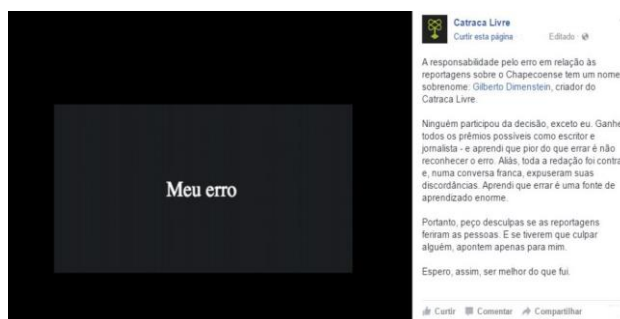 Meu erro
Catraca Livre
Curtir esta página · Editado ·
A responsabilidade pelo erro em relação às
reportagens sobre o Chapecoense tem um nome
sobrenome: Gilberto Dimenstein, criador do
Catraca Livre.
Ninguém participou da decisão, exceto eu. Ganhe
todos os prêmios possíveis como escritor e
jornalista - e aprendi que pior do que errar é não
reconhecer o erro. Aliás, toda a redação foi contra
e, numa conversa franca, expuseram suas
discordâncias. Aprendi que errar é uma fonte de
aprendizado enorme.
Portanto, peço desculpas se as reportagens
feriram as pessoas. E se tiverem que culpar
alguém, apontem apenas para mim.
Espero, assim, ser melhor do que fui.
Curtir Comentar Compartilhar